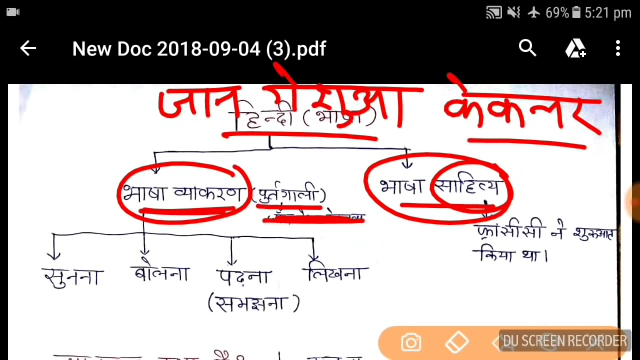 69% 5:21 pm
New Doc 2018-09-04 (3).pdf
जान गेशुआ केकलर
हिन्दी (भाषा)
भाषा व्याकरण (पुर्तगाली) भाषा साहित्य
फ्रांसीसी ने शुरूआत
किया था।
सुनना बोलना पढ़ना लिखना
(समझना)
DU SCREEN RECORDER